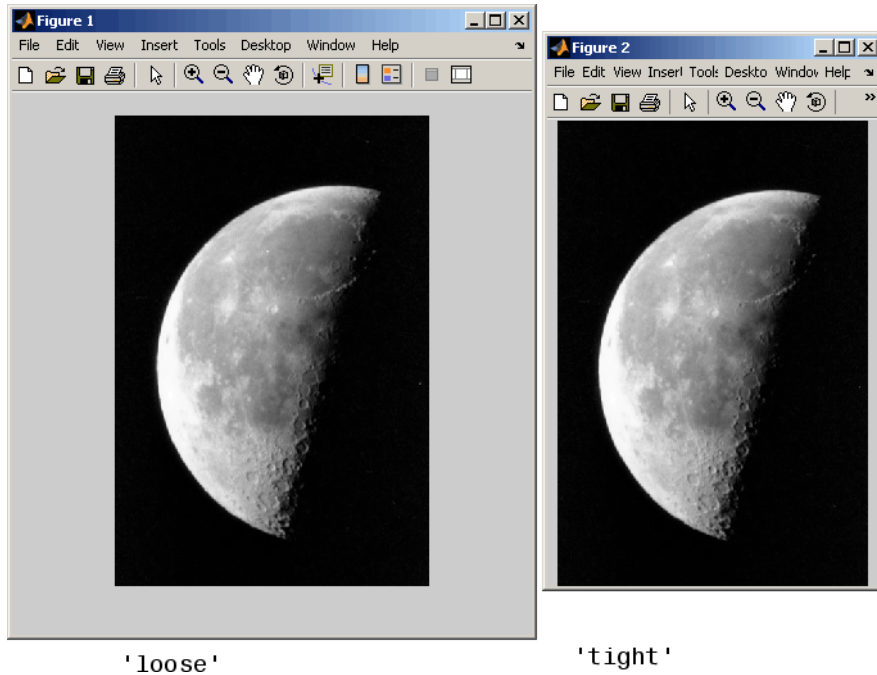 Figure 1
File Edit View Insert Tools Desktop Window Help
Figure 2
File Edit View Insert Tools Deskto Windov Help
'loose'
'tight'